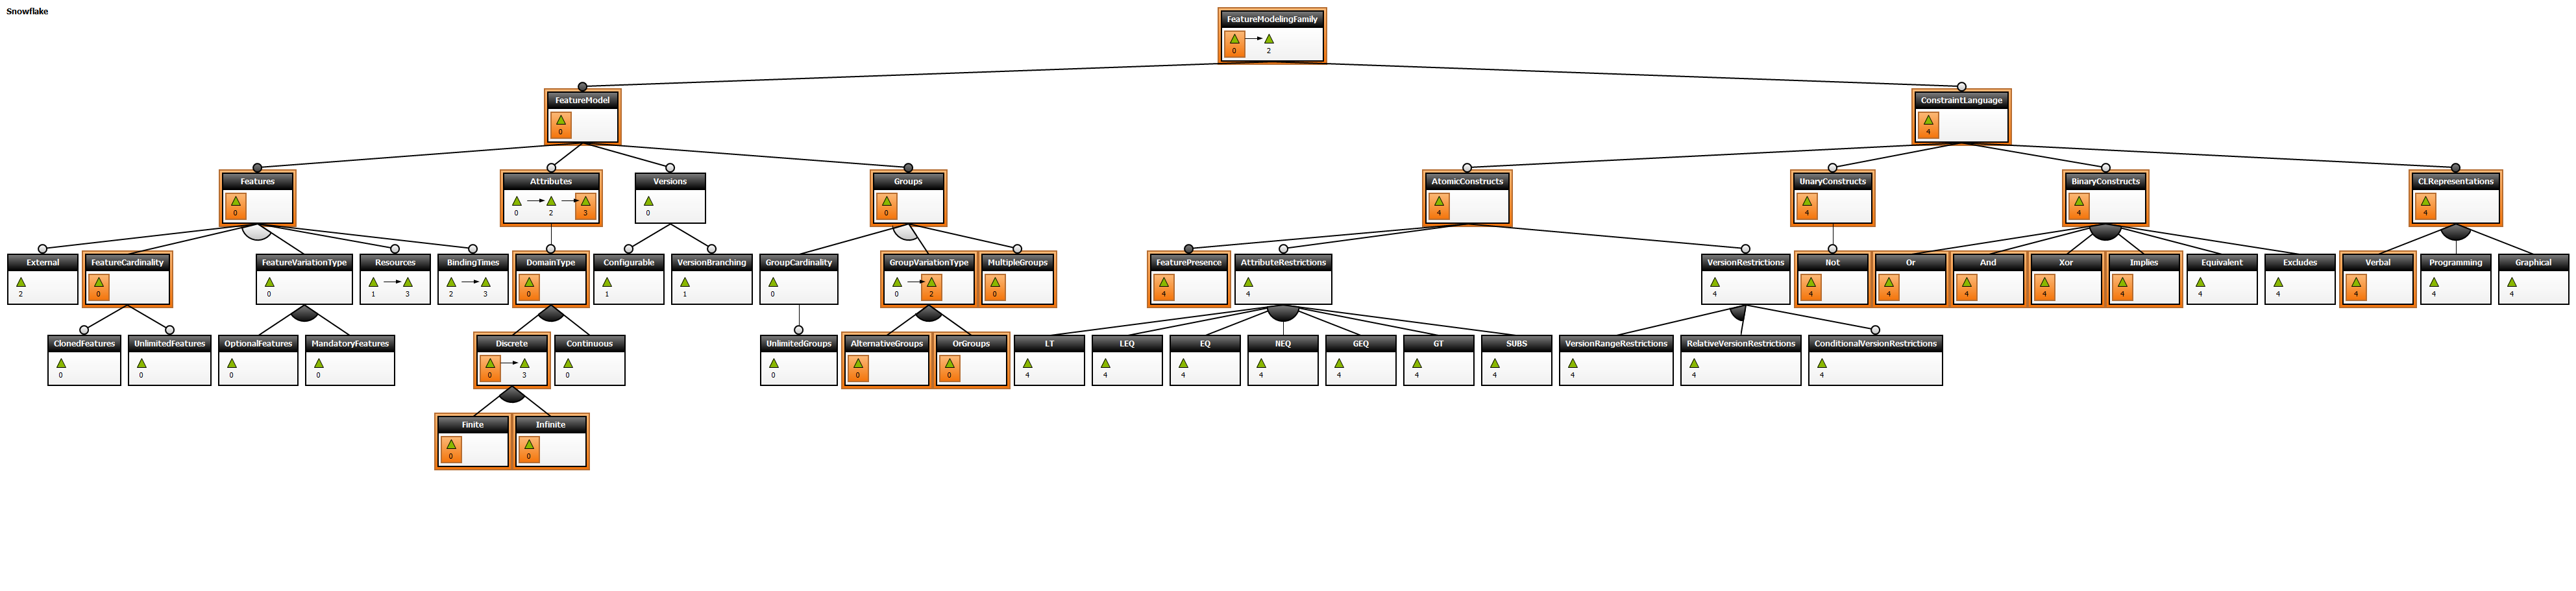 Snowflake
FeatureModelingFamily
0 2
FeatureModel
0
ConstraintLanguage
4
Features
0
Attributes
0 2 3
Versions
0
Groups
0
AtomicConstructs
4
UnaryConstructs
4
BinaryConstructs
4
CLRepresentations
4
External
2
FeatureCardinality
0
FeatureVariationType
0
Resources
1 3
BindingTimes
2 3
DomainType
0
Configurable
1
VersionBranching
1
GroupCardinality
0
GroupVariationType
0 2
MultipleGroups
0
FeaturePresence
4
AttributeRestrictions
4
VersionRestrictions
4
Not
4
Or
4
And
4
Xor
4
Implies
4
Equivalent
4
Excludes
4
Verbal
4
Programming
4
Graphical
4
ClonedFeatures
0
UnlimitedFeatures
0
OptionalFeatures
0
MandatoryFeatures
0
Discrete
0 3
Continuous
0
UnlimitedGroups
0
AlternativeGroups
0
OrGroups
0
LT
4
LEQ
4
EQ
4
NEQ
4
GEQ
4
GT
4
SUBS
4
VersionRangeRestrictions
4
RelativeVersionRestrictions
4
ConditionalVersionRestrictions
4
Finite
0
Infinite
0